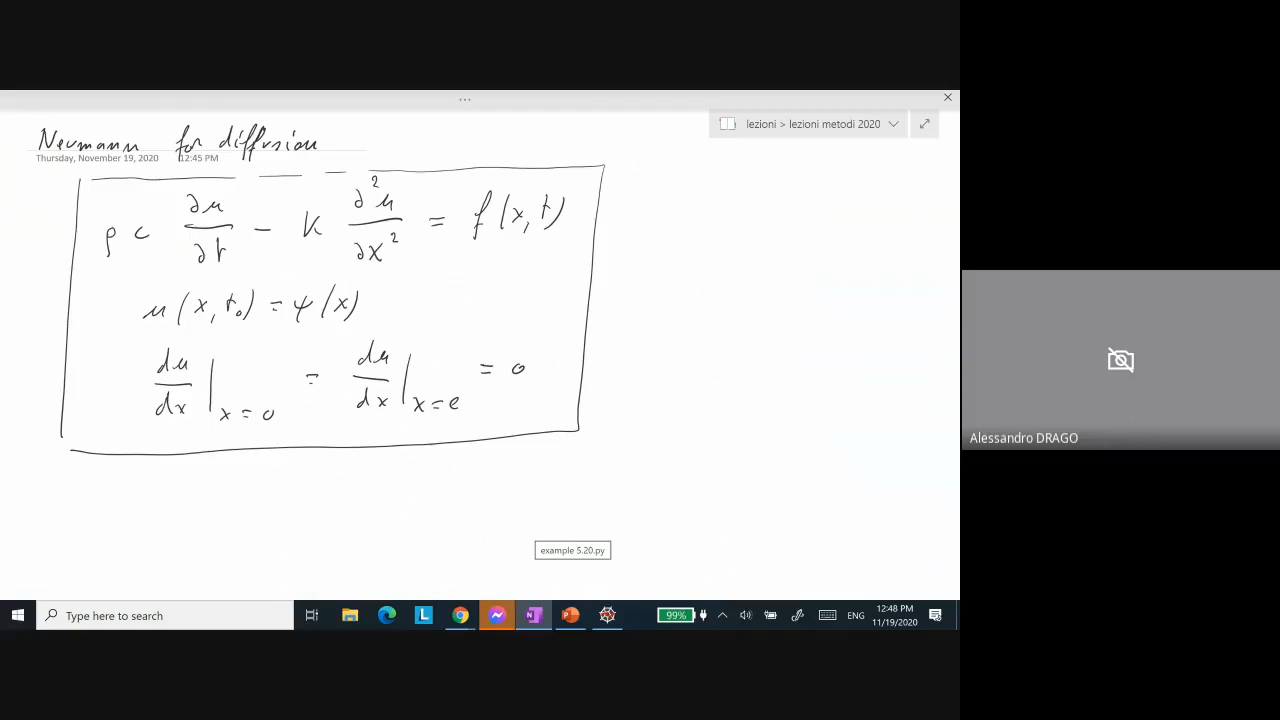 lezioni > lezioni metodi 2020
Neumann for diffusion
Thursday, November 19, 2020 12:45 PM
ρ c ∂u/∂t - k ∂²u/∂x² = f(x,t)
u(x,t₀) = ψ(x)
du/dx |x=0 = du/dx |x=e = 0
Alessandro DRAGO
example 5.20.py
Type here to search
L
99%
ENG
12:48 PM
11/19/2020